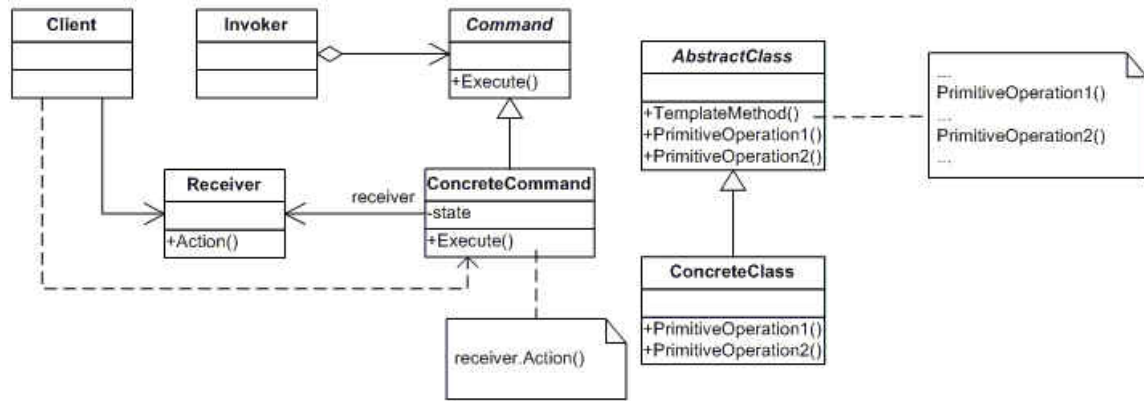 Client
Invoker
Command
+Execute()
Receiver
+Action()
receiver
ConcreteCommand
-state
+Execute()
receiver.Action()
AbstractClass
+TemplateMethod()
+PrimitiveOperation1()
+PrimitiveOperation2()
...
PrimitiveOperation1()
...
PrimitiveOperation2()
...
ConcreteClass
+PrimitiveOperation1()
+PrimitiveOperation2()